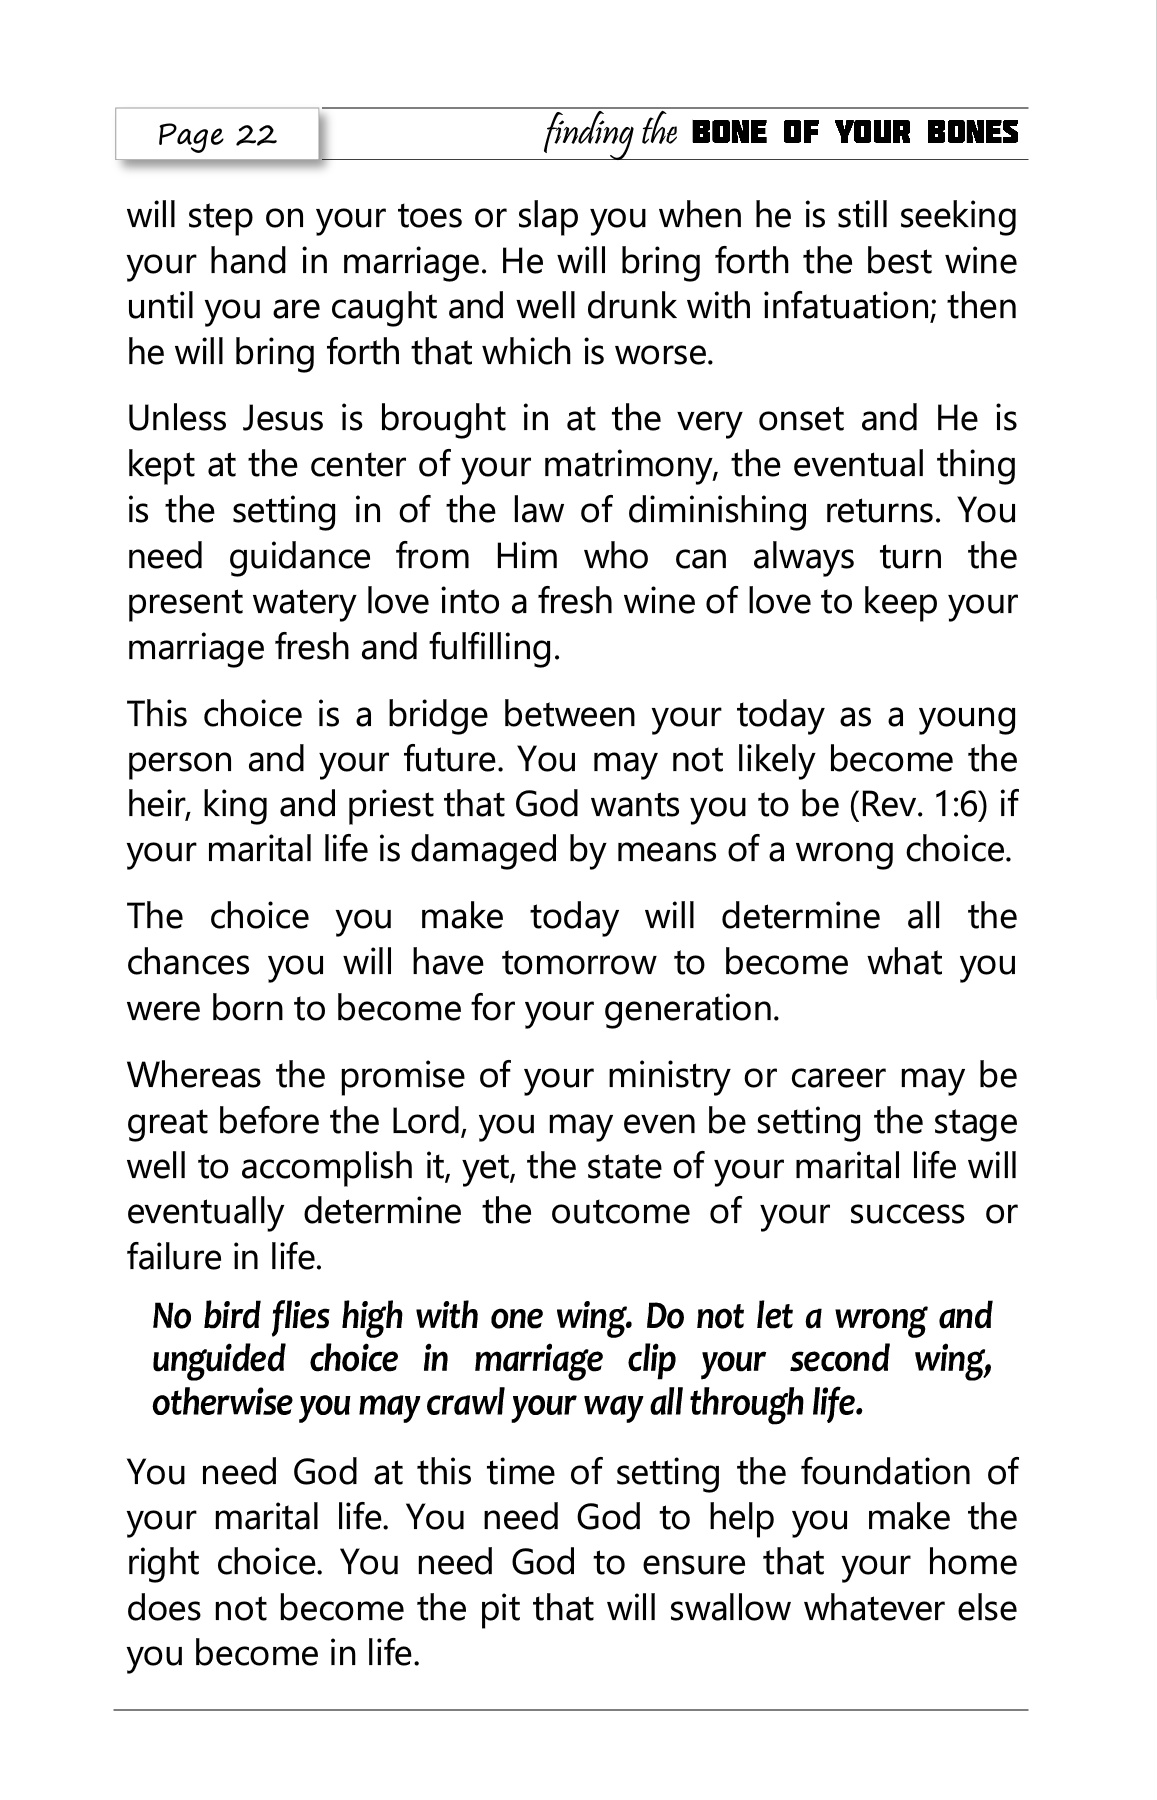 Page 22
finding the BONE OF YOUR BONES
will step on your toes or slap you when he is still seeking
your hand in marriage. He will bring forth the best wine
until you are caught and well drunk with infatuation; then
he will bring forth that which is worse.
Unless Jesus is brought in at the very onset and He is
kept at the center of your matrimony, the eventual thing
is the setting in of the law of diminishing returns. You
need guidance from Him who can always turn the
present watery love into a fresh wine of love to keep your
marriage fresh and fulfilling.
This choice is a bridge between your today as a young
person and your future. You may not likely become the
heir, king and priest that God wants you to be (Rev. 1:6) if
your marital life is damaged by means of a wrong choice.
The choice you make today will determine all the
chances you will have tomorrow to become what you
were born to become for your generation.
Whereas the promise of your ministry or career may be
great before the Lord, you may even be setting the stage
well to accomplish it, yet, the state of your marital life will
eventually determine the outcome of your success or
failure in life.
No bird flies high with one wing. Do not let a wrong and
unguided choice in marriage clip your second wing,
otherwise you may crawl your way all through life.
You need God at this time of setting the foundation of
your marital life. You need God to help you make the
right choice. You need God to ensure that your home
does not become the pit that will swallow whatever else
you become in life.